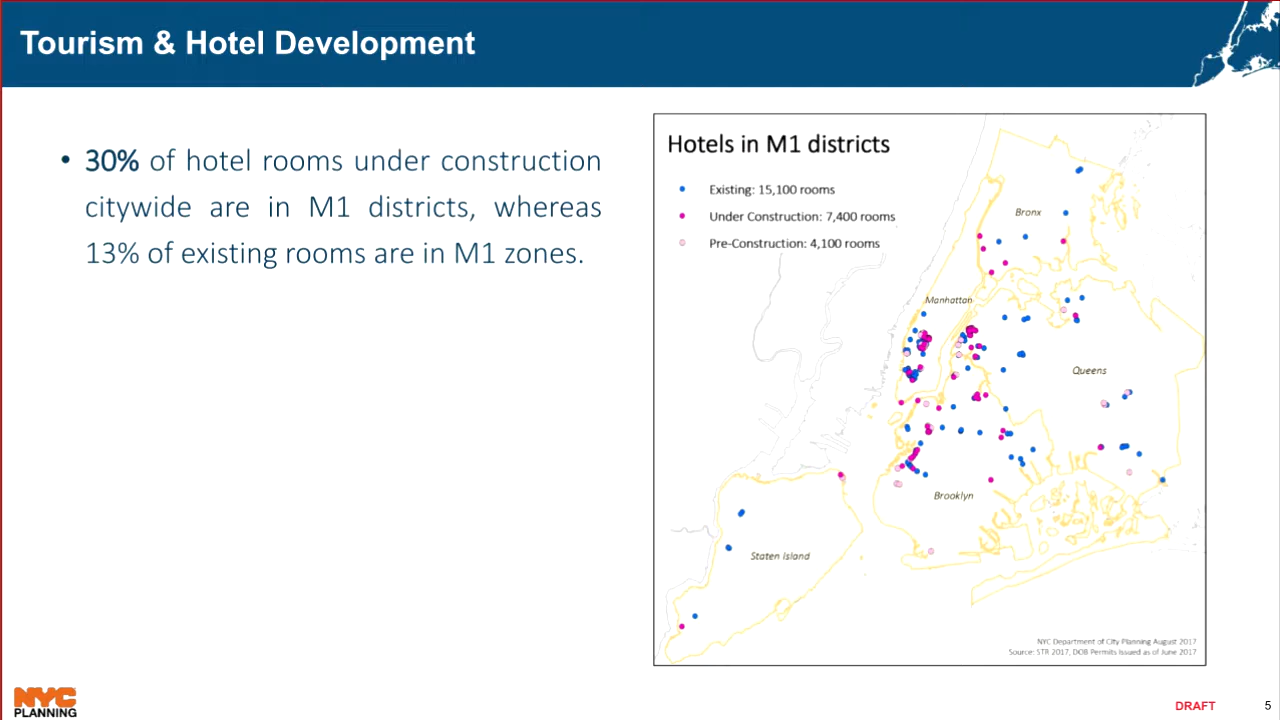 Tourism & Hotel Development
• 30% of hotel rooms under construction
citywide are in M1 districts, whereas
13% of existing rooms are in M1 zones.
Hotels in M1 districts
Existing: 15,100 rooms
Under Construction: 7,400 rooms
Pre-Construction: 4,100 rooms
Bronx
Manhattan
Queens
Brooklyn
Staten Island
NYC Department of City Planning August 2017
Source: STR 2017, DOB Permits Issued as of June 2017
NYC
PLANNING
DRAFT
5